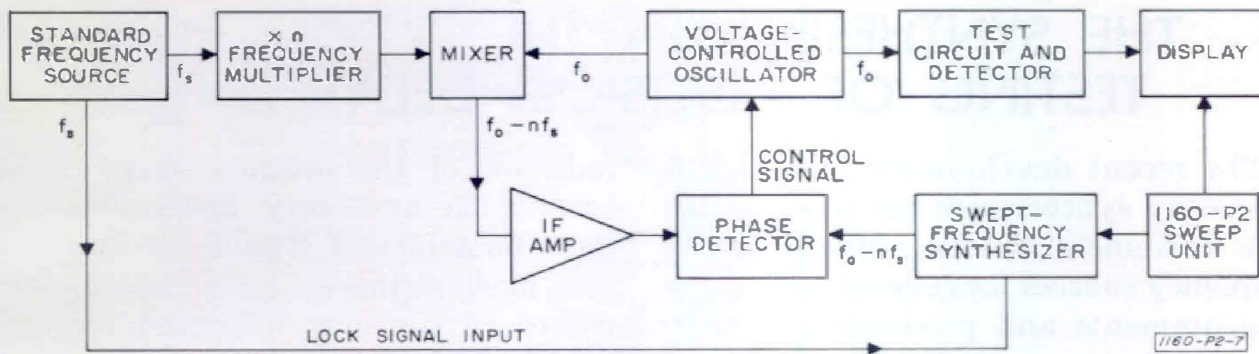 STANDARD
FREQUENCY
SOURCE
fs
×n
FREQUENCY
MULTIPLIER
MIXER
fo
VOLTAGE-
CONTROLLED
OSCILLATOR
fo
TEST
CIRCUIT AND
DETECTOR
DISPLAY
fs
fo – nfs
CONTROL
SIGNAL
IF
AMP
PHASE
DETECTOR
fo – nfs
SWEPT-
FREQUENCY
SYNTHESIZER
1160-P2
SWEEP
UNIT
LOCK SIGNAL INPUT
1160-P2-7